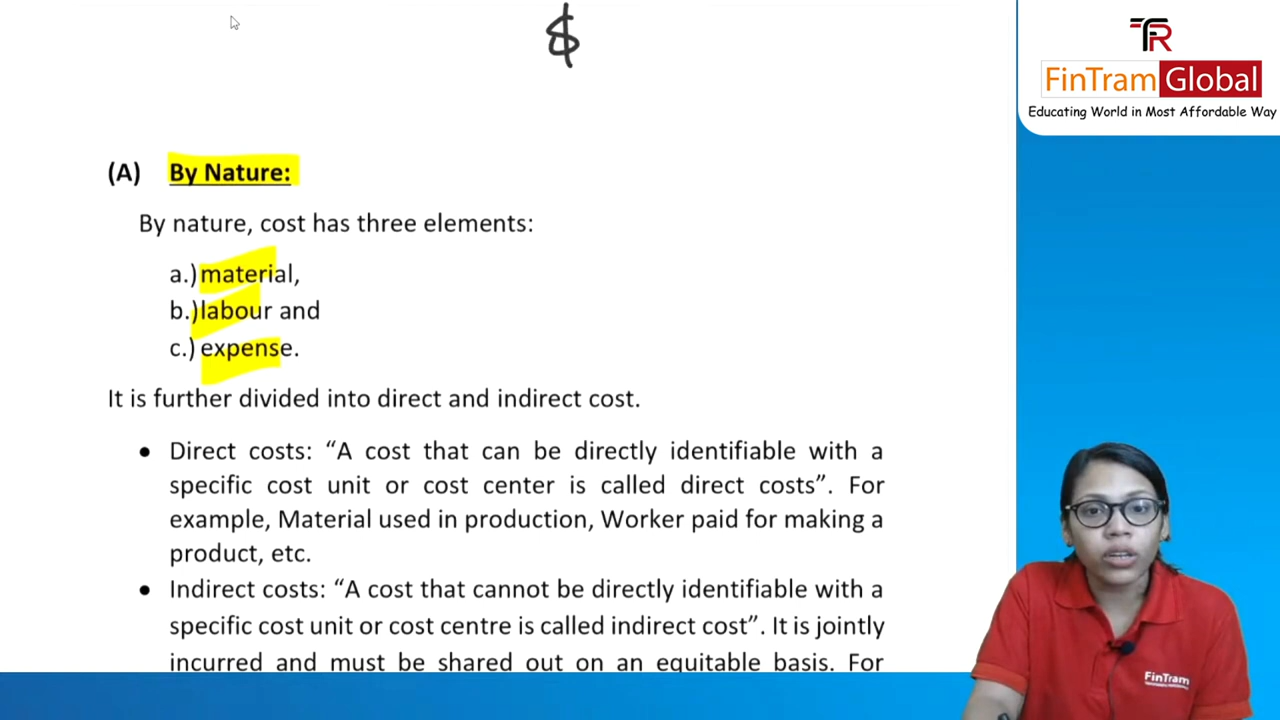 $
TR
FinTram Global
Educating World in Most Affordable Way
(A) By Nature:
By nature, cost has three elements:
a.) material,
b.) labour and
c.) expense.
It is further divided into direct and indirect cost.
• Direct costs: “A cost that can be directly identifiable with a
specific cost unit or cost center is called direct costs”. For
example, Material used in production, Worker paid for making a
product, etc.
• Indirect costs: “A cost that cannot be directly identifiable with a
specific cost unit or cost centre is called indirect cost”. It is jointly
incurred and must be shared out on an equitable basis. For
FinTram